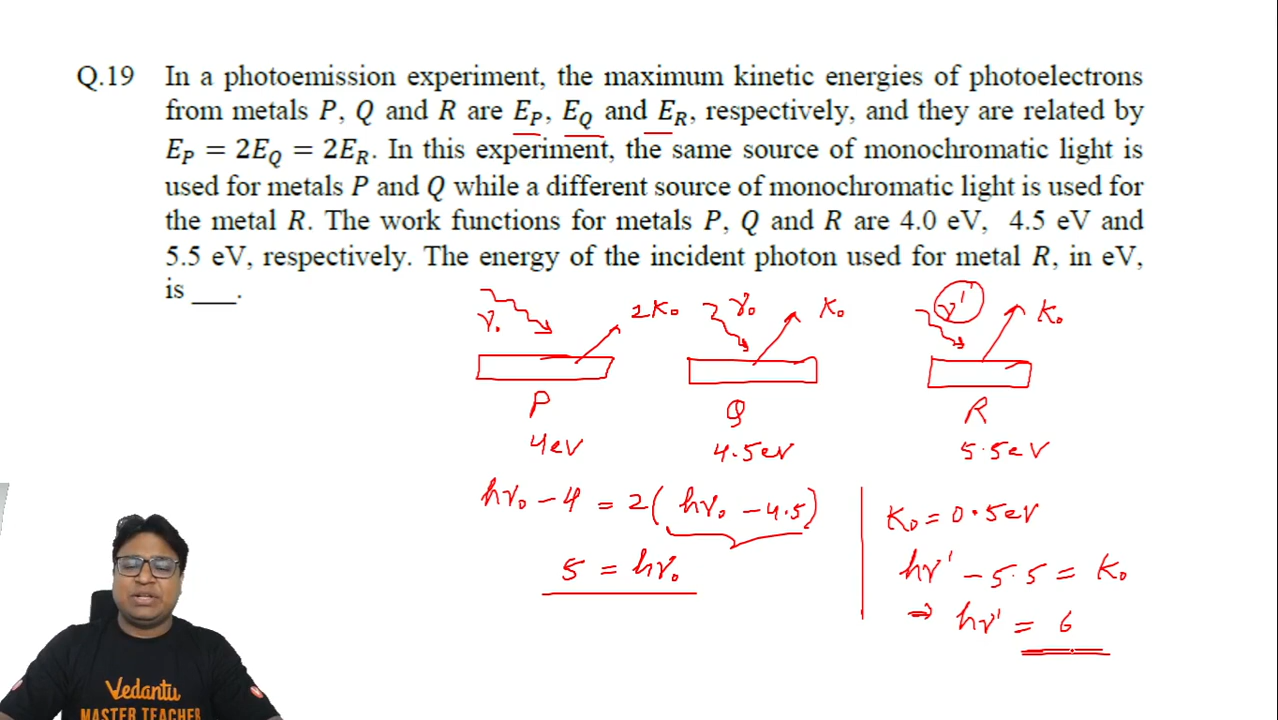 Q.19 In a photoemission experiment, the maximum kinetic energies of photoelectrons
from metals P, Q and R are E_P, E_Q and E_R, respectively, and they are related by
E_P = 2E_Q = 2E_R. In this experiment, the same source of monochromatic light is
used for metals P and Q while a different source of monochromatic light is used for
the metal R. The work functions for metals P, Q and R are 4.0 eV, 4.5 eV and
5.5 eV, respectively. The energy of the incident photon used for metal R, in eV,
is ___.
ν₀ 2K₀ ν₀ K₀ ν' K₀
P Q R
4eV 4.5eV 5.5eV
hν₀ - 4 = 2(hν₀ - 4.5)
5 = hν₀
K₀ = 0.5eV
hν' - 5.5 = K₀
⇒ hν' = 6
Vedantu
MASTER TEACHER